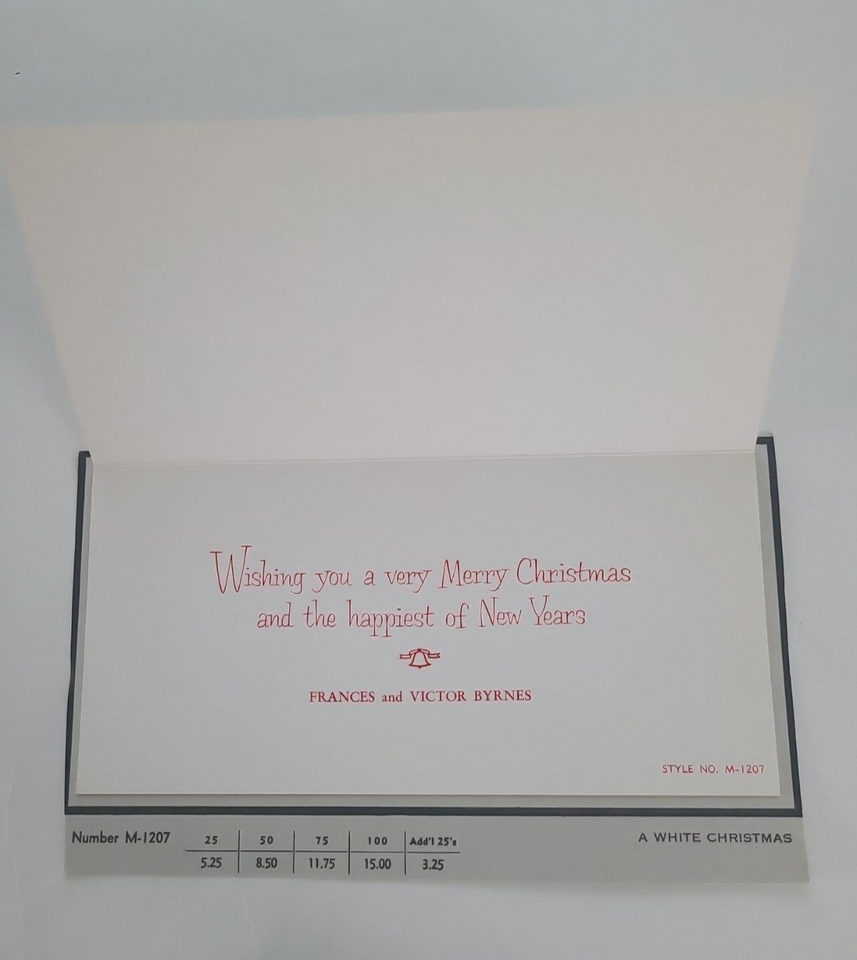 Wishing you a very Merry Christmas
and the happiest of New Years
FRANCES and VICTOR BYRNES
STYLE NO. M-1207
Number M-1207 25 50 75 100 Add'l 25's A WHITE CHRISTMAS
5.25 8.50 11.75 15.00 3.25